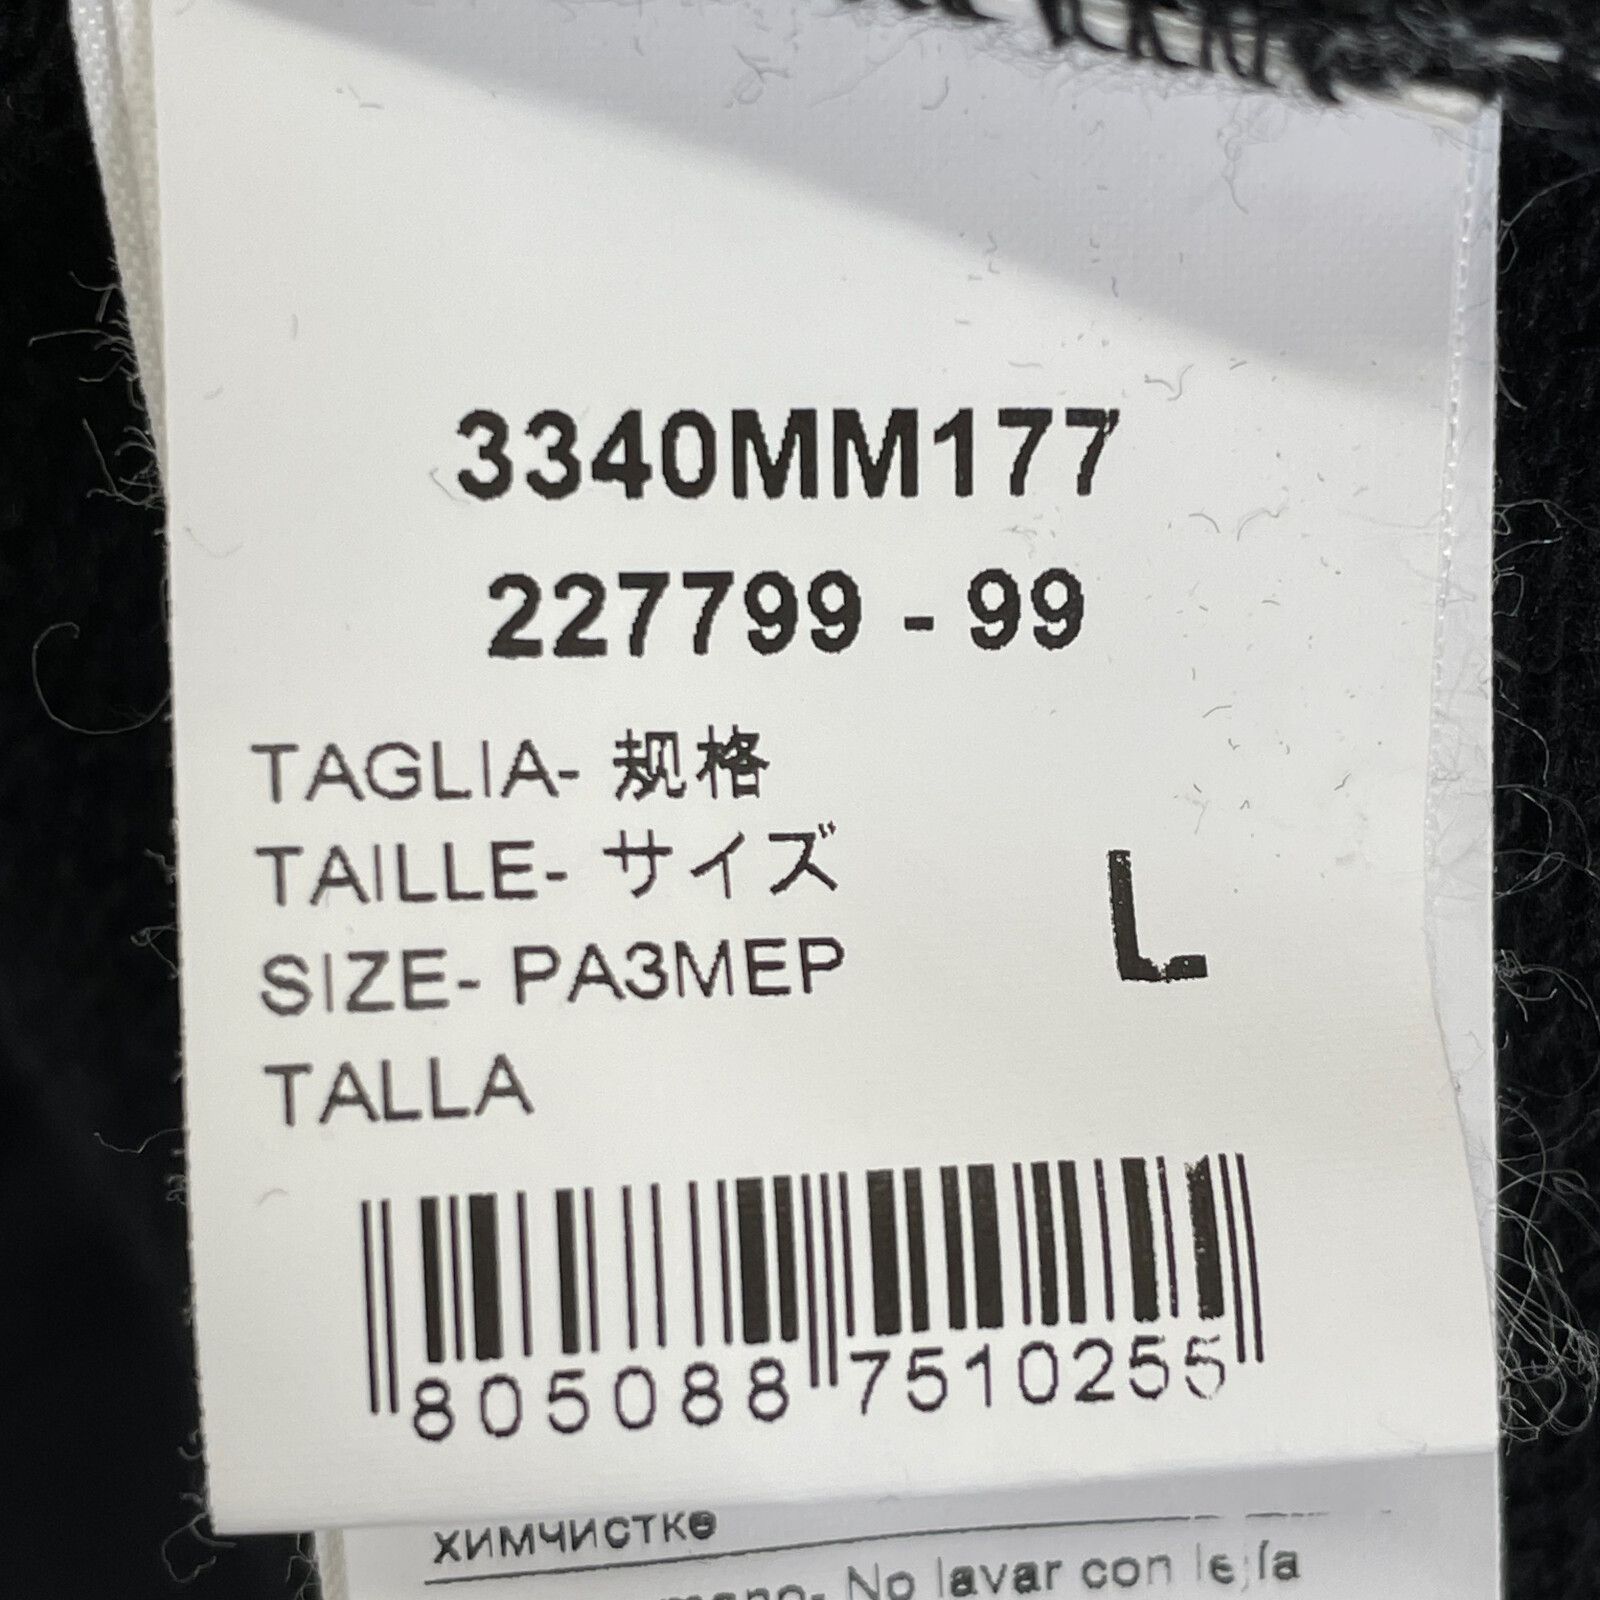 3340MM177
227799 - 99
TAGLIA- 规格
TAILLE- サイズ
SIZE- РАЗМЕР
TALLA
L
805088 7510255
химчистке
mano- No lavar con lejía